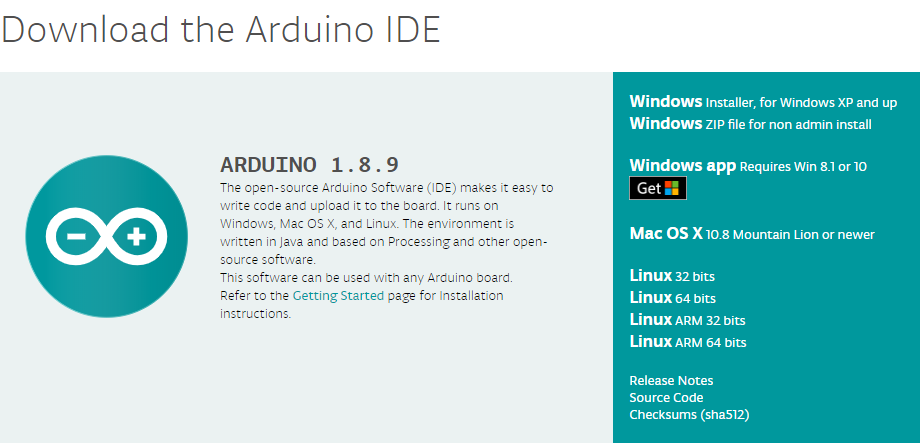 Download the Arduino IDE
ARDUINO 1.8.9
The open-source Arduino Software (IDE) makes it easy to
write code and upload it to the board. It runs on
Windows, Mac OS X, and Linux. The environment is
written in Java and based on Processing and other open-
source software.
This software can be used with any Arduino board.
Refer to the Getting Started page for Installation
instructions.
Windows Installer, for Windows XP and up
Windows ZIP file for non admin install
Windows app Requires Win 8.1 or 10
Get
Mac OS X 10.8 Mountain Lion or newer
Linux 32 bits
Linux 64 bits
Linux ARM 32 bits
Linux ARM 64 bits
Release Notes
Source Code
Checksums (sha512)